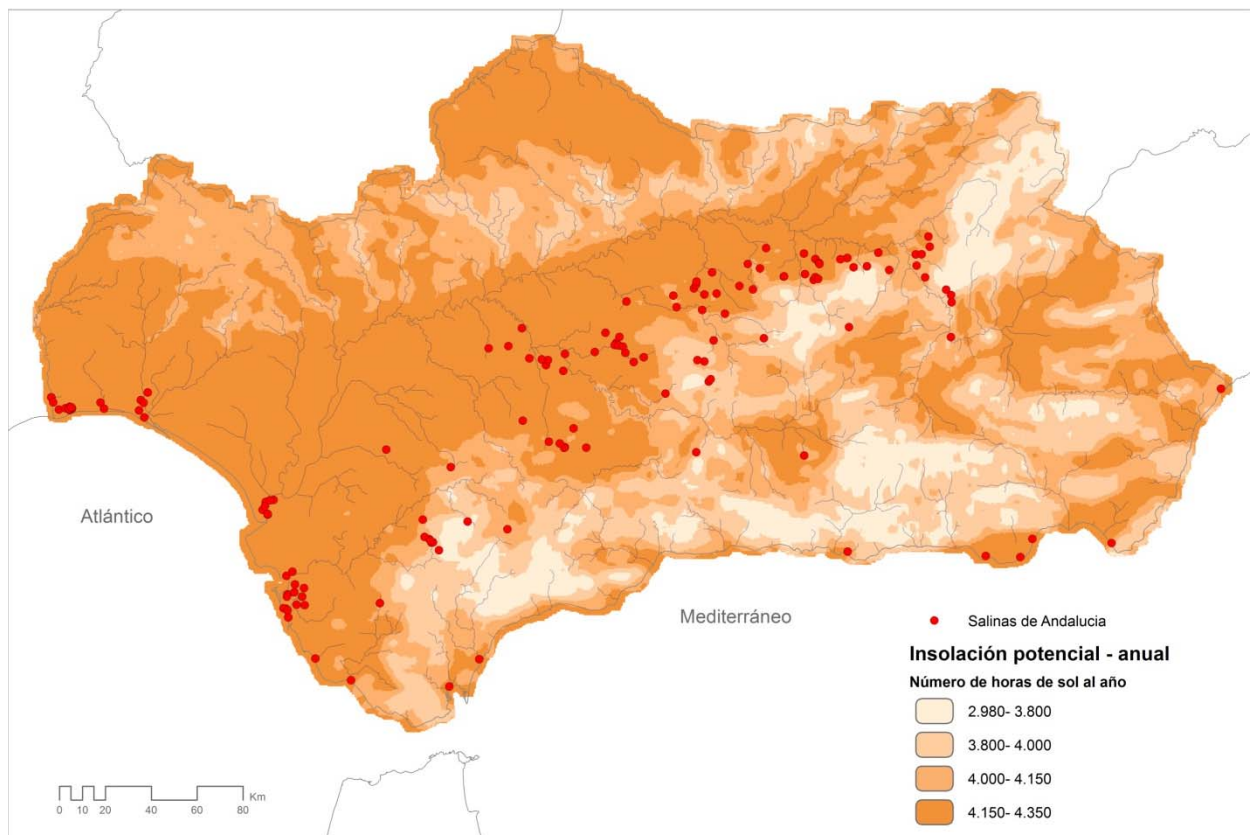 Atlántico
Mediterráneo
Salinas de Andalucia
Insolación potencial - anual
Número de horas de sol al año
2.980- 3.800
3.800- 4.000
4.000- 4.150
4.150- 4.350
Km
0 10 20 40 60 80